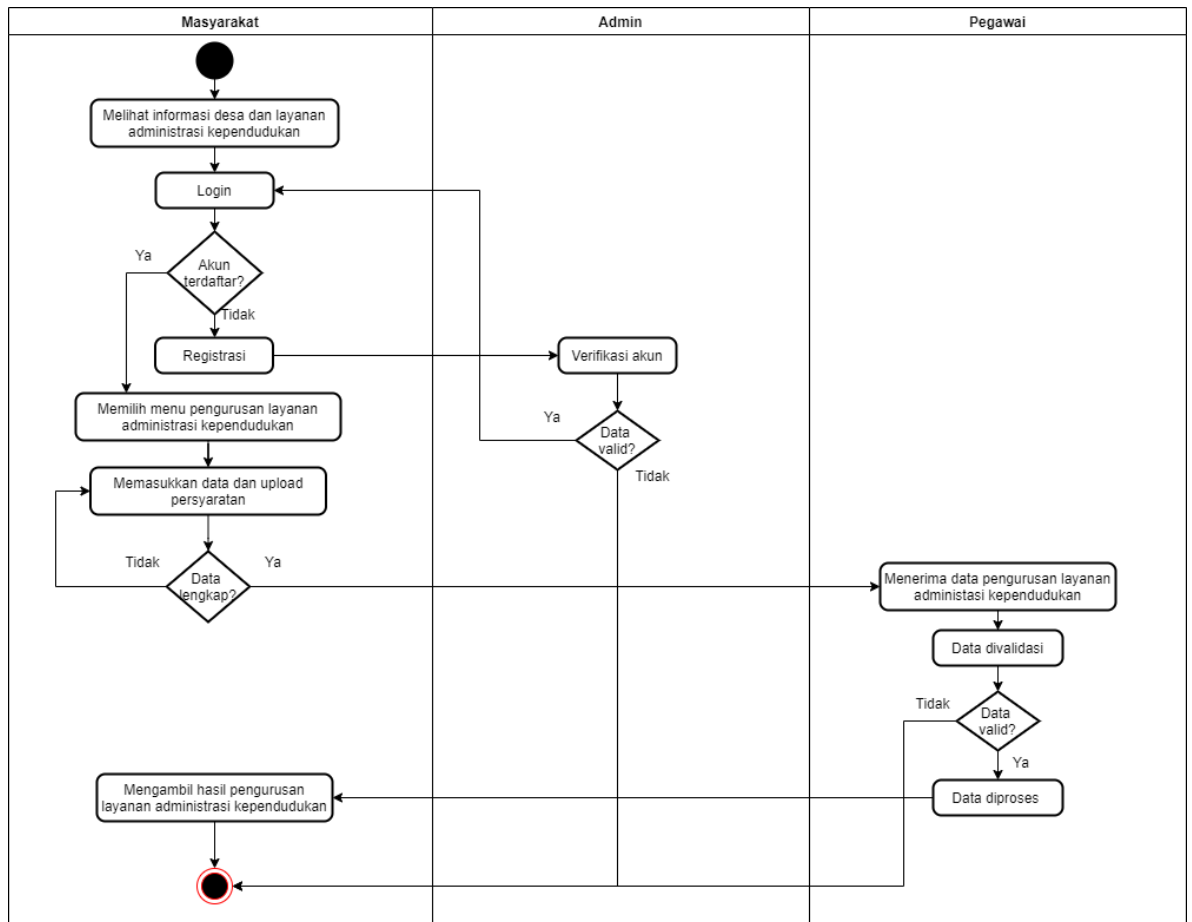 Masyarakat
Admin
Pegawai
Melihat informasi desa dan layanan
administrasi kependudukan
Login
Ya
Akun
terdaftar?
Tidak
Registrasi
Verifikasi akun
Memilih menu pengurusan layanan
administrasi kependudukan
Ya
Data
valid?
Tidak
Memasukkan data dan upload
persyaratan
Tidak
Ya
Data
lengkap?
Menerima data pengurusan layanan
administasi kependudukan
Data divalidasi
Tidak
Data
valid?
Ya
Mengambil hasil pengurusan
layanan administrasi kependudukan
Data diproses